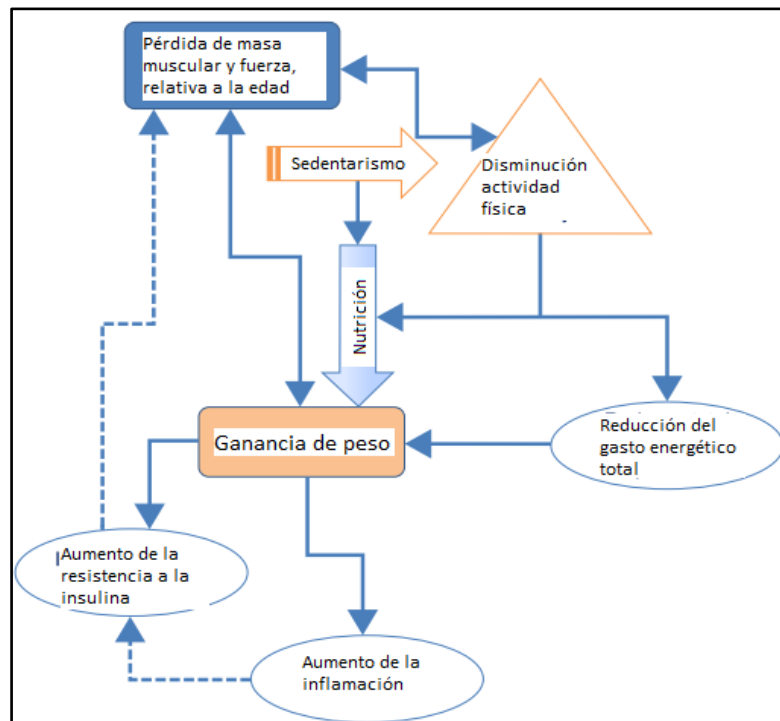 Pérdida de masa
muscular y fuerza,
relativa a la edad
Sedentarismo
Disminución
actividad
física
Nutrición
Reducción del
gasto energético
total
Ganancia de peso
Aumento de la
resistencia a la
insulina
Aumento de la
inflamación